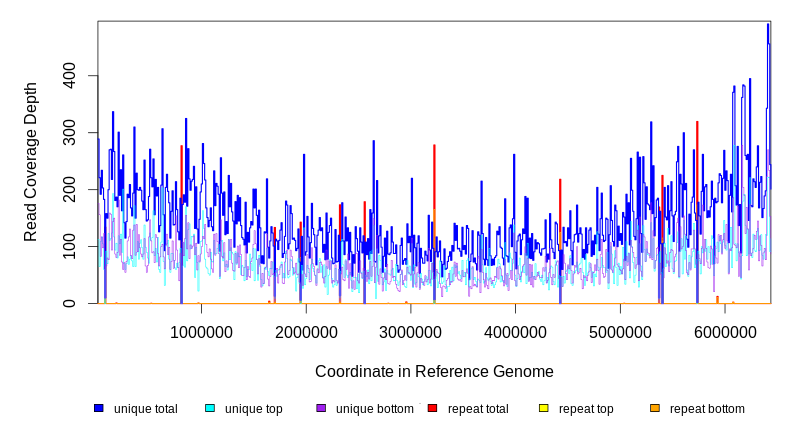 Read Coverage Depth
400
300
200
100
0
1000000 2000000 3000000 4000000 5000000 6000000
Coordinate in Reference Genome
unique total unique top unique bottom repeat total repeat top repeat bottom